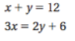 x + y = 12
3x = 2y + 6